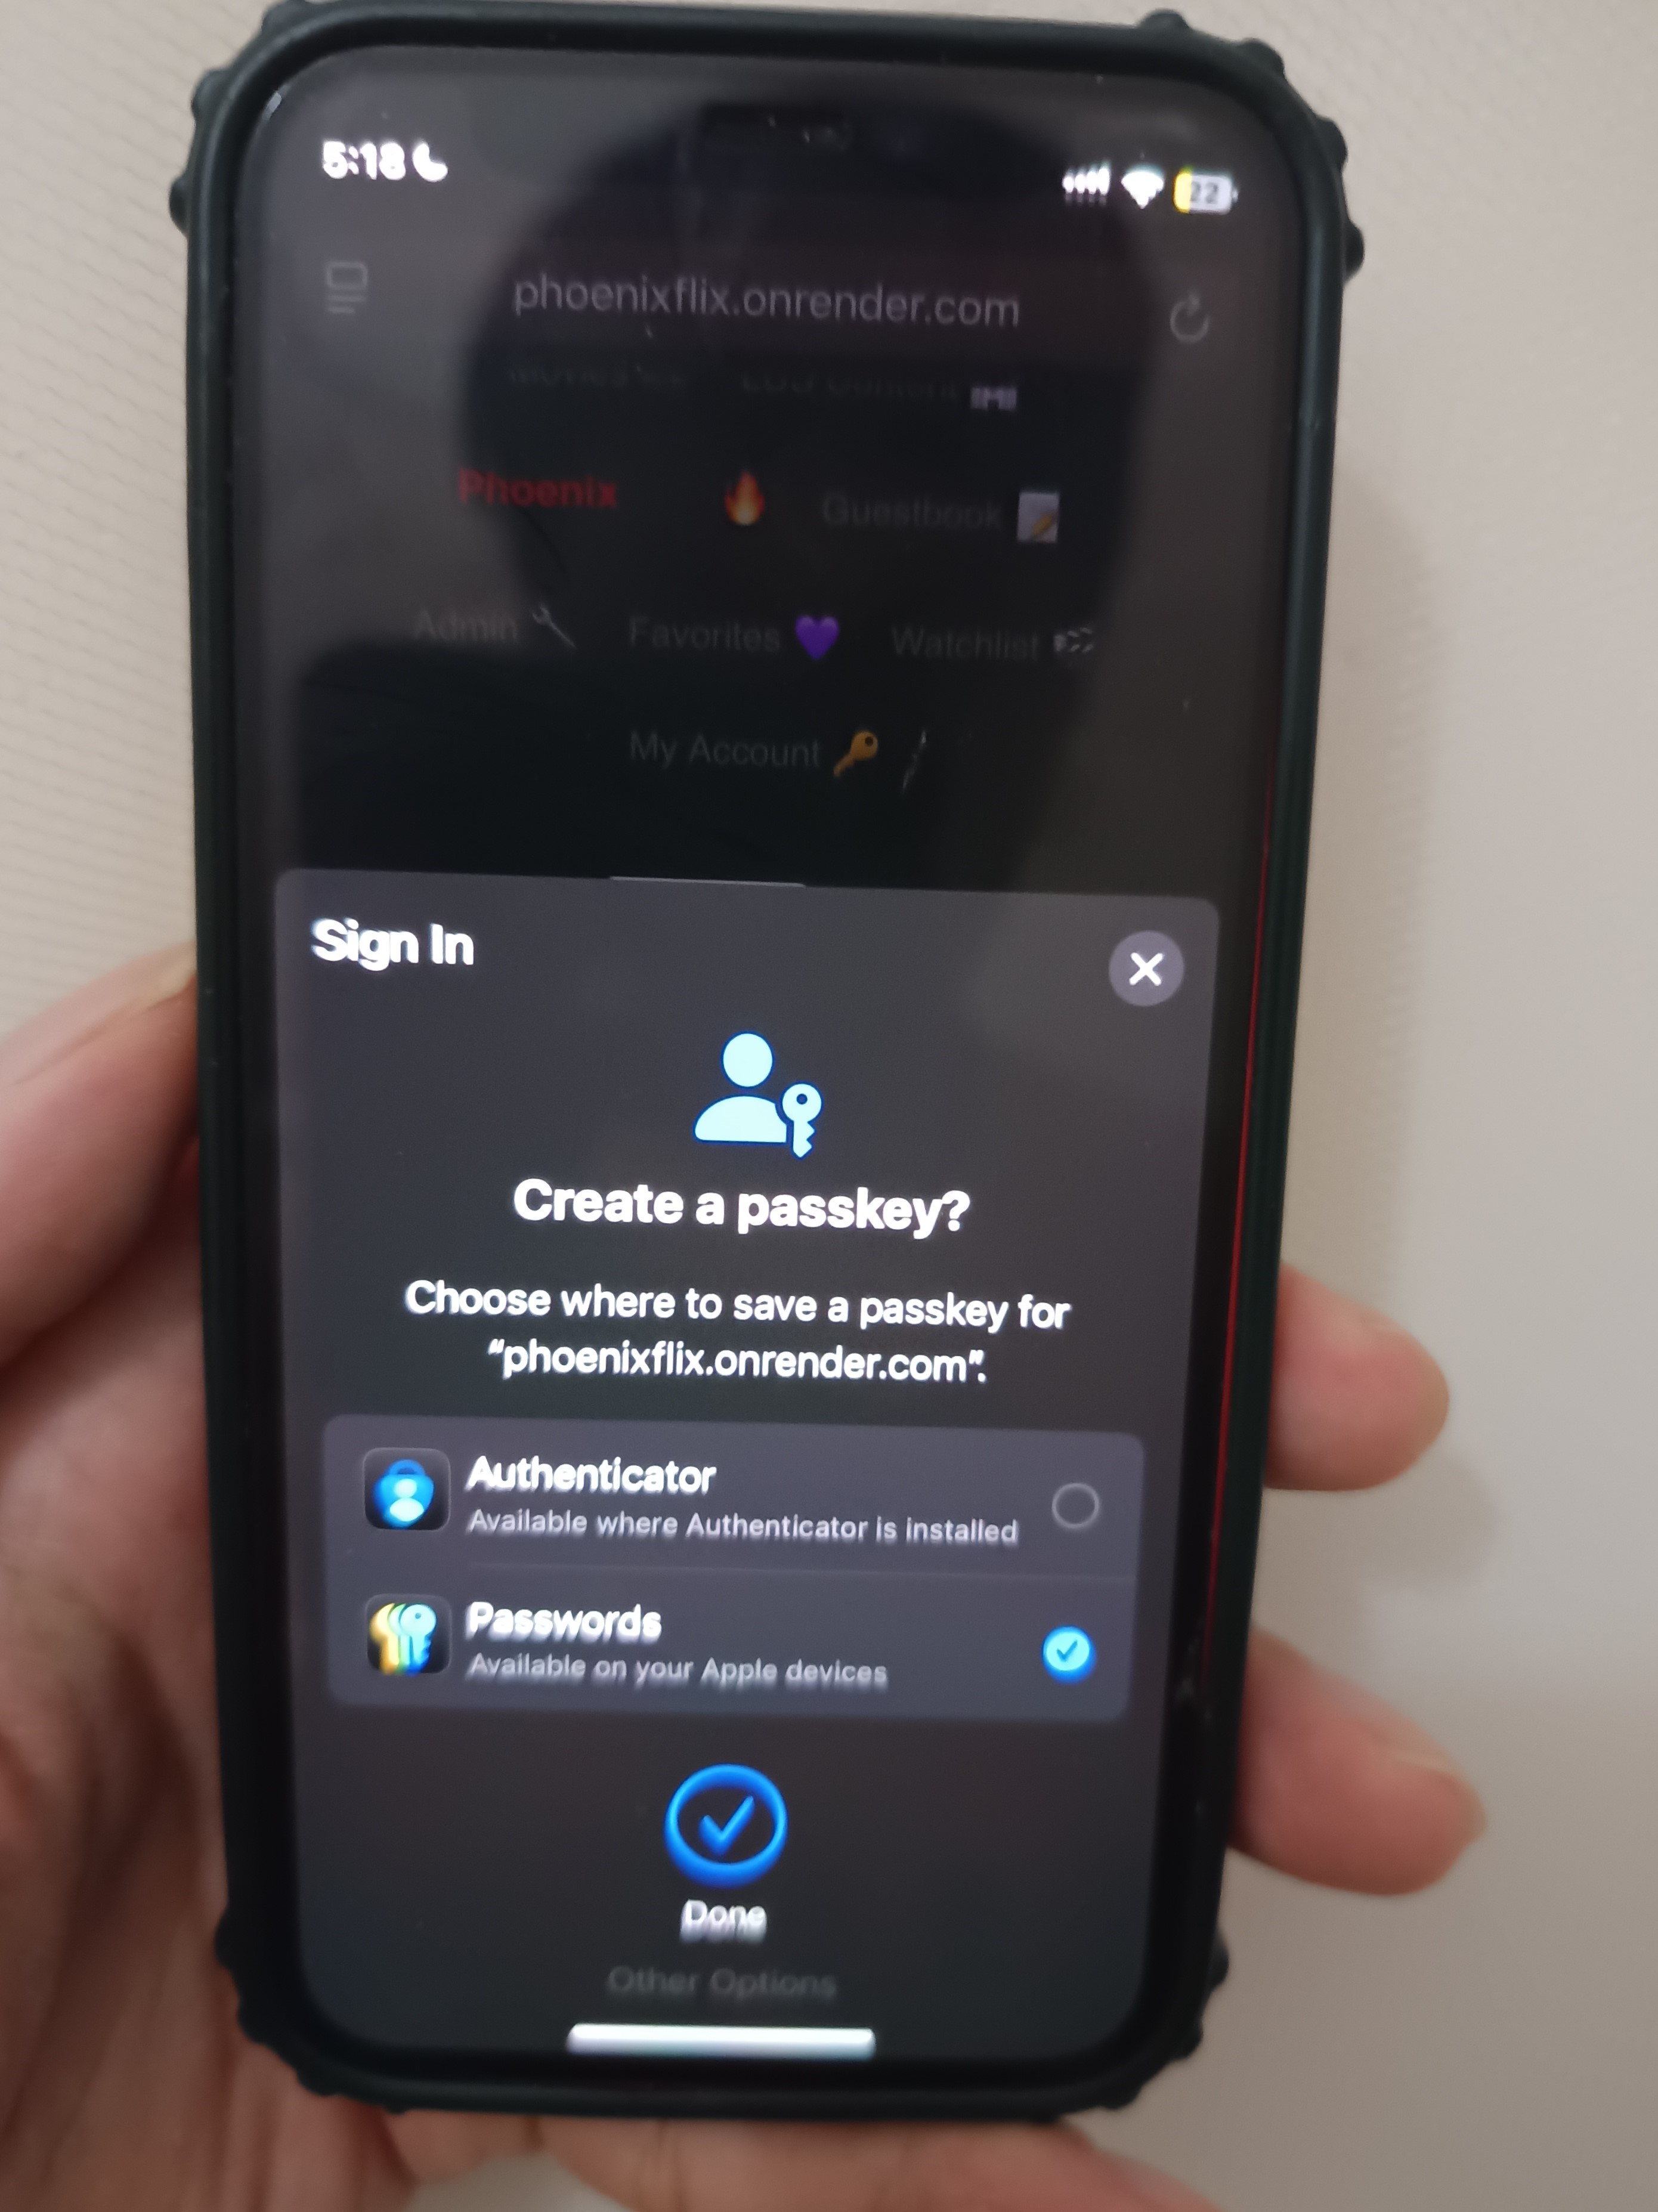 5:18
22
phoenixflix.onrender.com
Movies
Phoenix 🔥 Guestbook 📝
Admin Favorites 💜 Watchlist
My Account 🔑
Sign In
Create a passkey?
Choose where to save a passkey for
“phoenixflix.onrender.com”.
Authenticator
Available where Authenticator is installed
Passwords
Available on your Apple devices
Done
Other Options